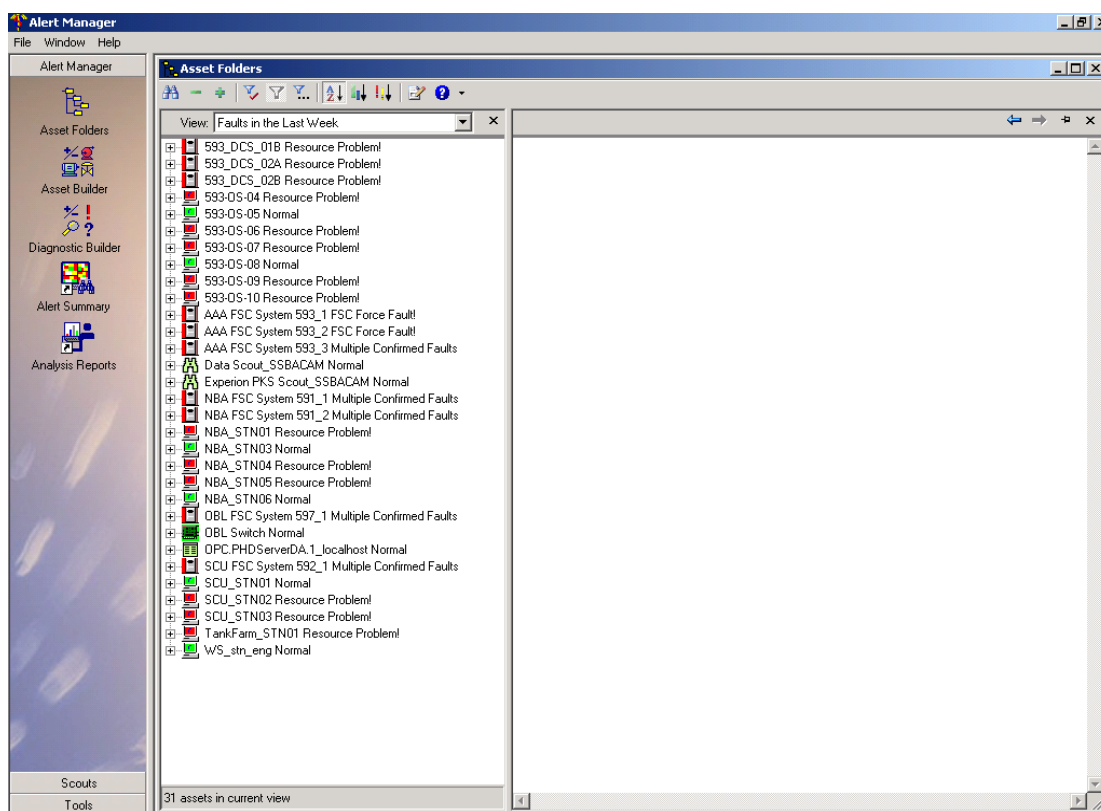 Alert Manager
File Window Help
Alert Manager
Asset Folders
Asset Builder
Diagnostic Builder
Alert Summary
Analysis Reports
Scouts
Tools
Asset Folders
View: Faults in the Last Week
593_DCS_01B Resource Problem!
593_DCS_02A Resource Problem!
593_DCS_02B Resource Problem!
593-OS-04 Resource Problem!
593-OS-05 Normal
593-OS-06 Resource Problem!
593-OS-07 Resource Problem!
593-OS-08 Normal
593-OS-09 Resource Problem!
593-OS-10 Resource Problem!
AAA FSC System 593_1 FSC Force Fault!
AAA FSC System 593_2 FSC Force Fault!
AAA FSC System 593_3 Multiple Confirmed Faults
Data Scout_SSBACAM Normal
Experion PKS Scout_SSBACAM Normal
NBA FSC System 591_1 Multiple Confirmed Faults
NBA FSC System 591_2 Multiple Confirmed Faults
NBA_STN01 Resource Problem!
NBA_STN03 Normal
NBA_STN04 Resource Problem!
NBA_STN05 Resource Problem!
NBA_STN06 Normal
OBL FSC System 597_1 Multiple Confirmed Faults
OBL Switch Normal
OPC.PHDServerDA.1_localhost Normal
SCU FSC System 592_1 Multiple Confirmed Faults
SCU_STN01 Normal
SCU_STN02 Resource Problem!
SCU_STN03 Resource Problem!
TankFarm_STN01 Resource Problem!
WS_stn_eng Normal
31 assets in current view